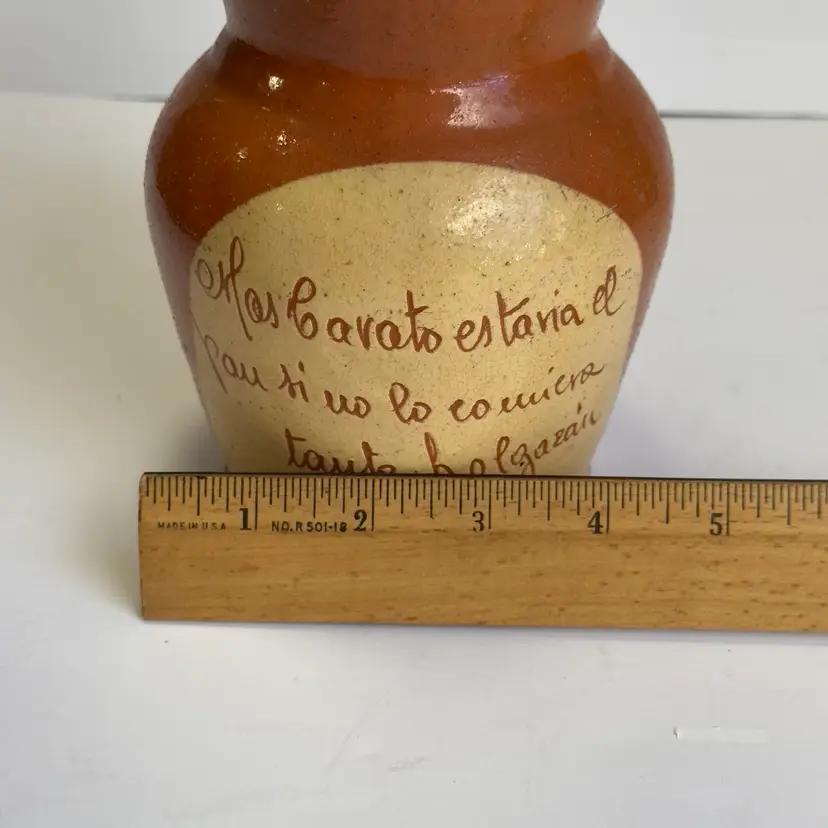 Mas Barato estaria el
pan si no lo comiera
tanto holgazán
MADE IN U.S.A. 1 NO. R 501-18 2 3 4 5